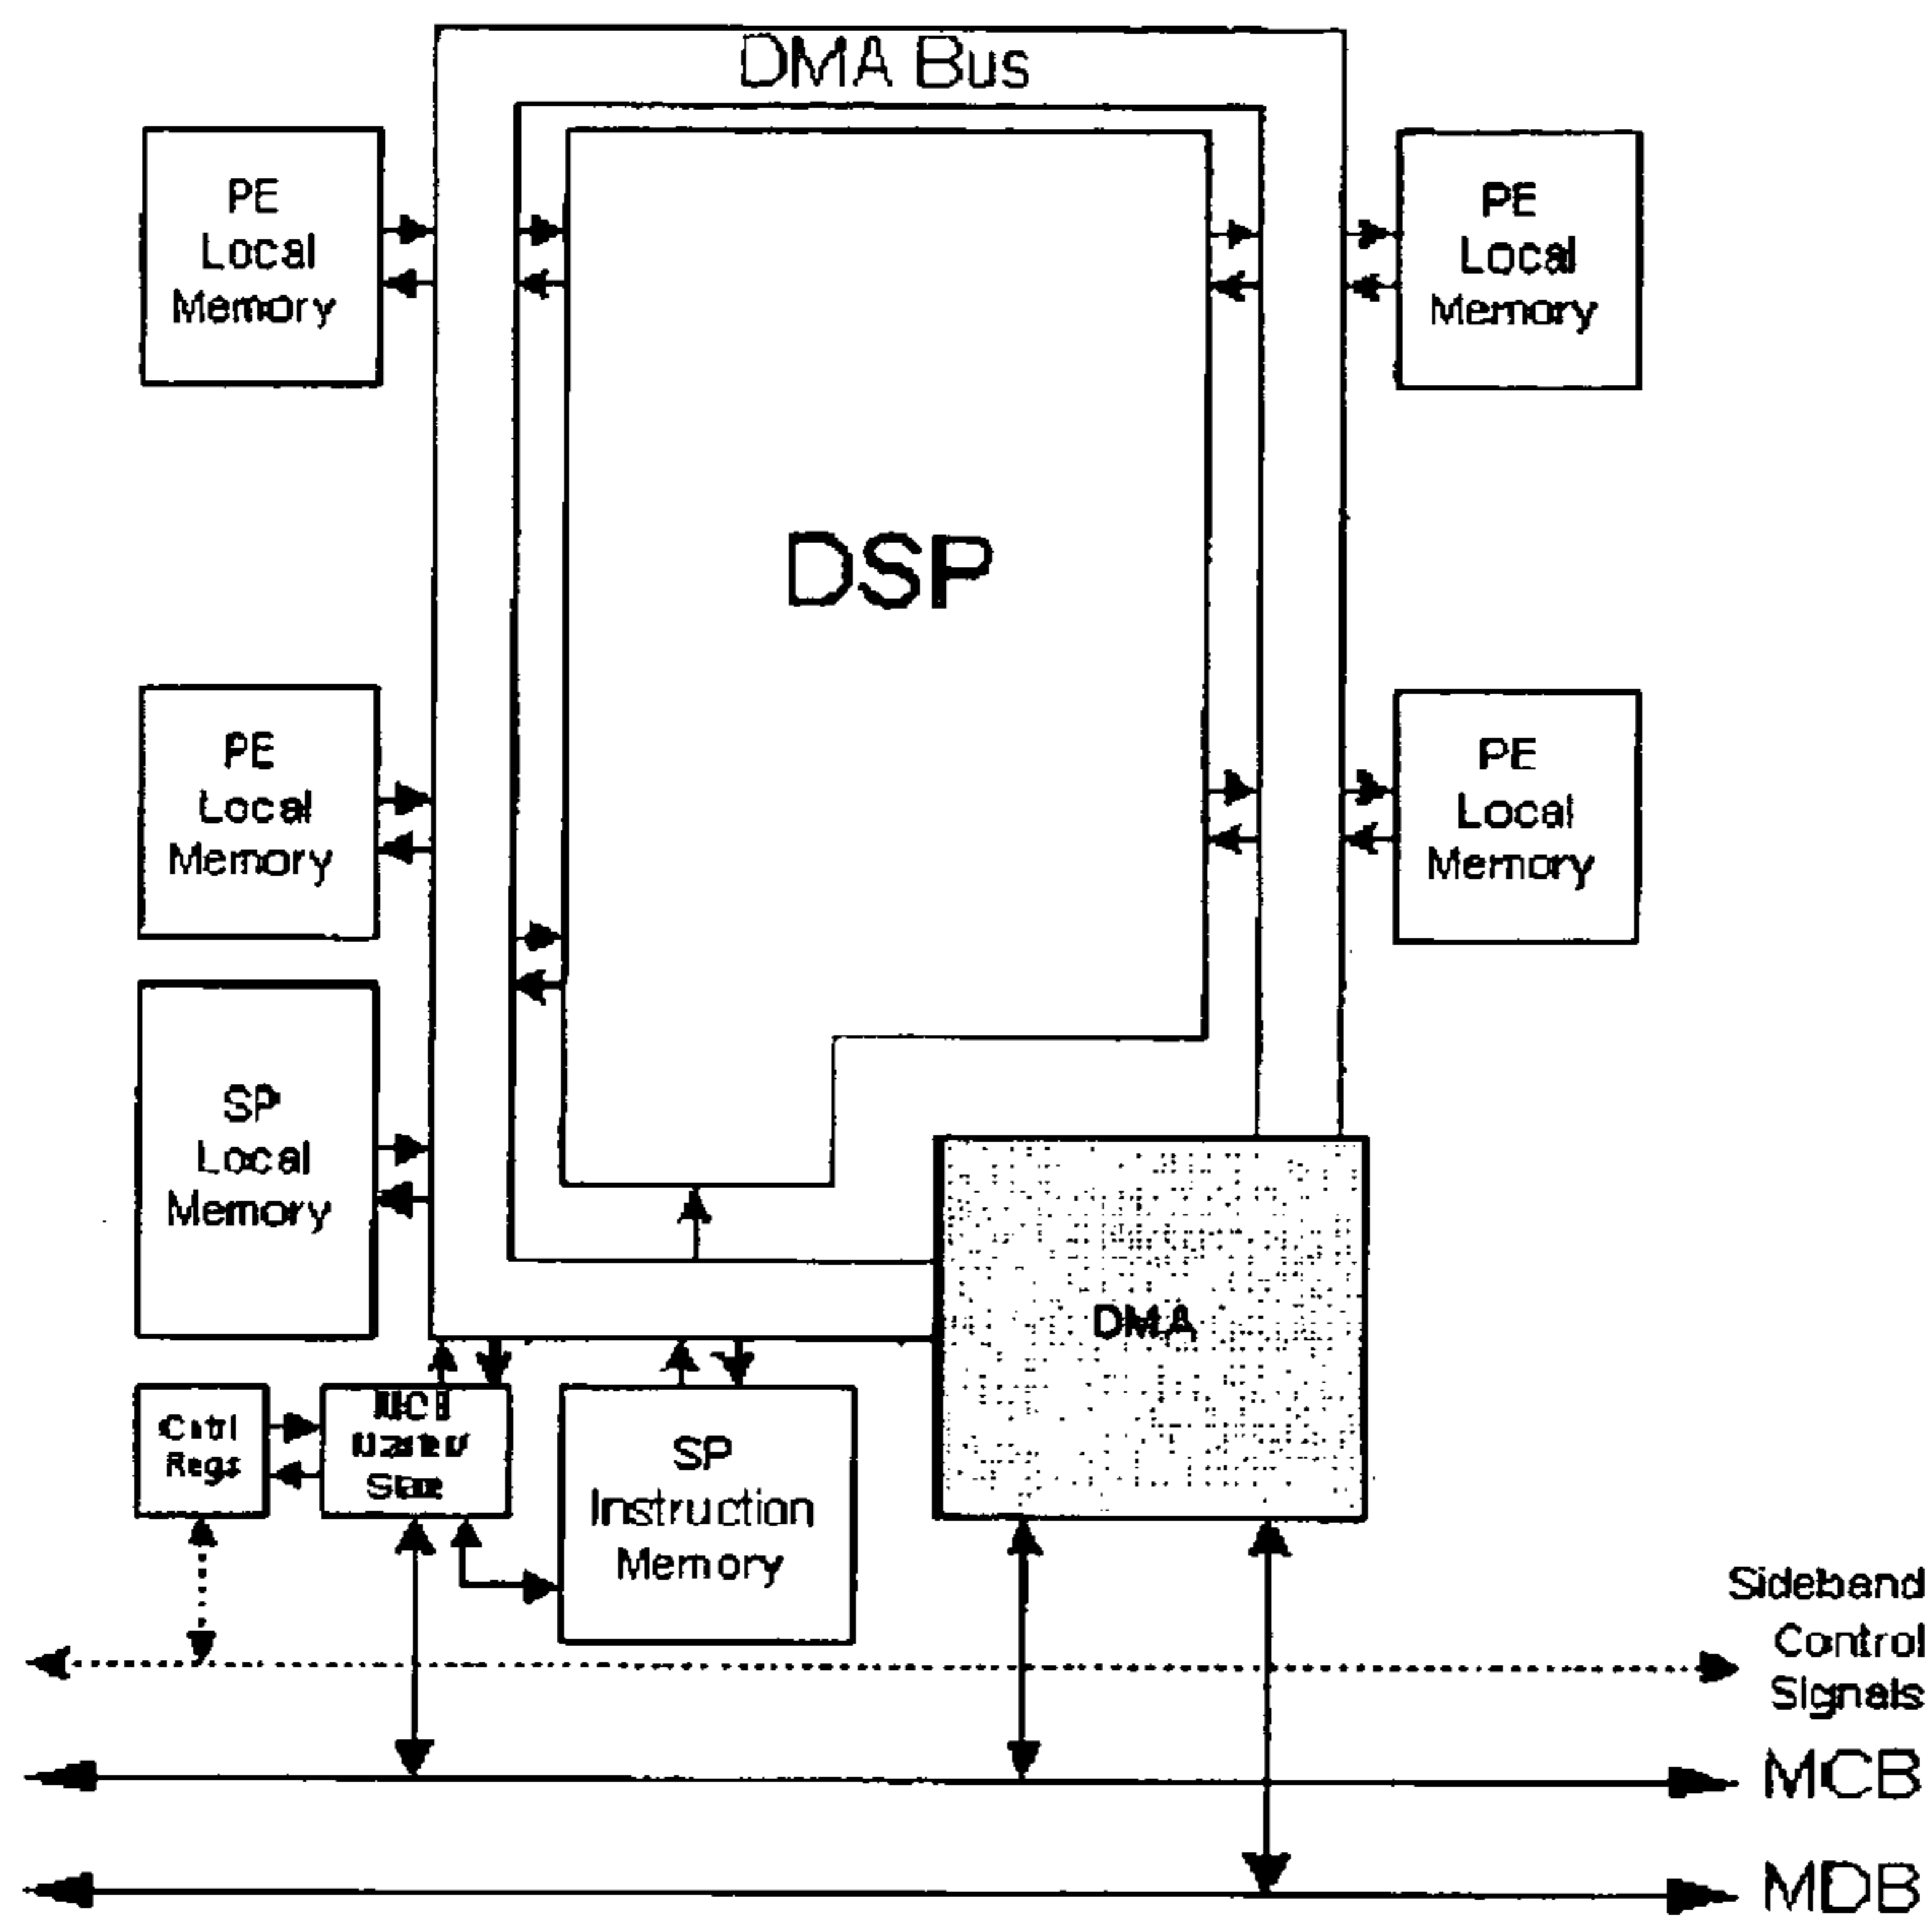 DMA Bus
PE
Local
Memory
PE
Local
Memory
DSP
PE
Local
Memory
PE
Local
Memory
SP
Local
Memory
DMA
Cntrl
Regs
SP
Instruction
Memory
Sideband
Control
Signals
MCB
MDB